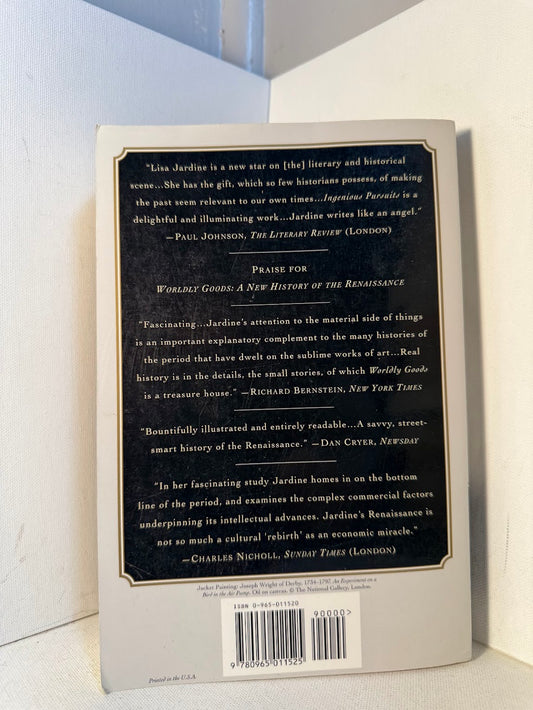 “Lisa Jardine is a new star on [the] literary and historical
scene...She has the gift, which so few historians possess, of making
the past seem relevant to our own times...Ingenious Pursuits is a
delightful and illuminating work...Jardine writes like an angel.”
—Paul Johnson, The Literary Review (London)
Praise for
Worldly Goods: A New History of the Renaissance
“Fascinating...Jardine’s attention to the material side of things
is an important explanatory complement to the many histories of
the period that have dwelt on the sublime works of art...Real
history is in the details, the small stories, of which Worldly Goods
is a treasure house.” —Richard Bernstein, New York Times
“Bountifully illustrated and entirely readable...A savvy, street-
smart history of the Renaissance.” —Dan Cryer, Newsday
“In her fascinating study Jardine homes in on the bottom
line of the period, and examines the complex commercial factors
underpinning its intellectual advances. Jardine’s Renaissance is
not so much a cultural ‘rebirth’ as an economic miracle.”
—Charles Nicholl, Sunday Times (London)
Jacket Painting: Joseph Wright of Derby, 1734–1797, An Experiment on a
Bird in the Air Pump. Oil on canvas. © The National Gallery, London.
ISBN 0-965-011520
90000>
9 780965 011525
Printed in the U.S.A.